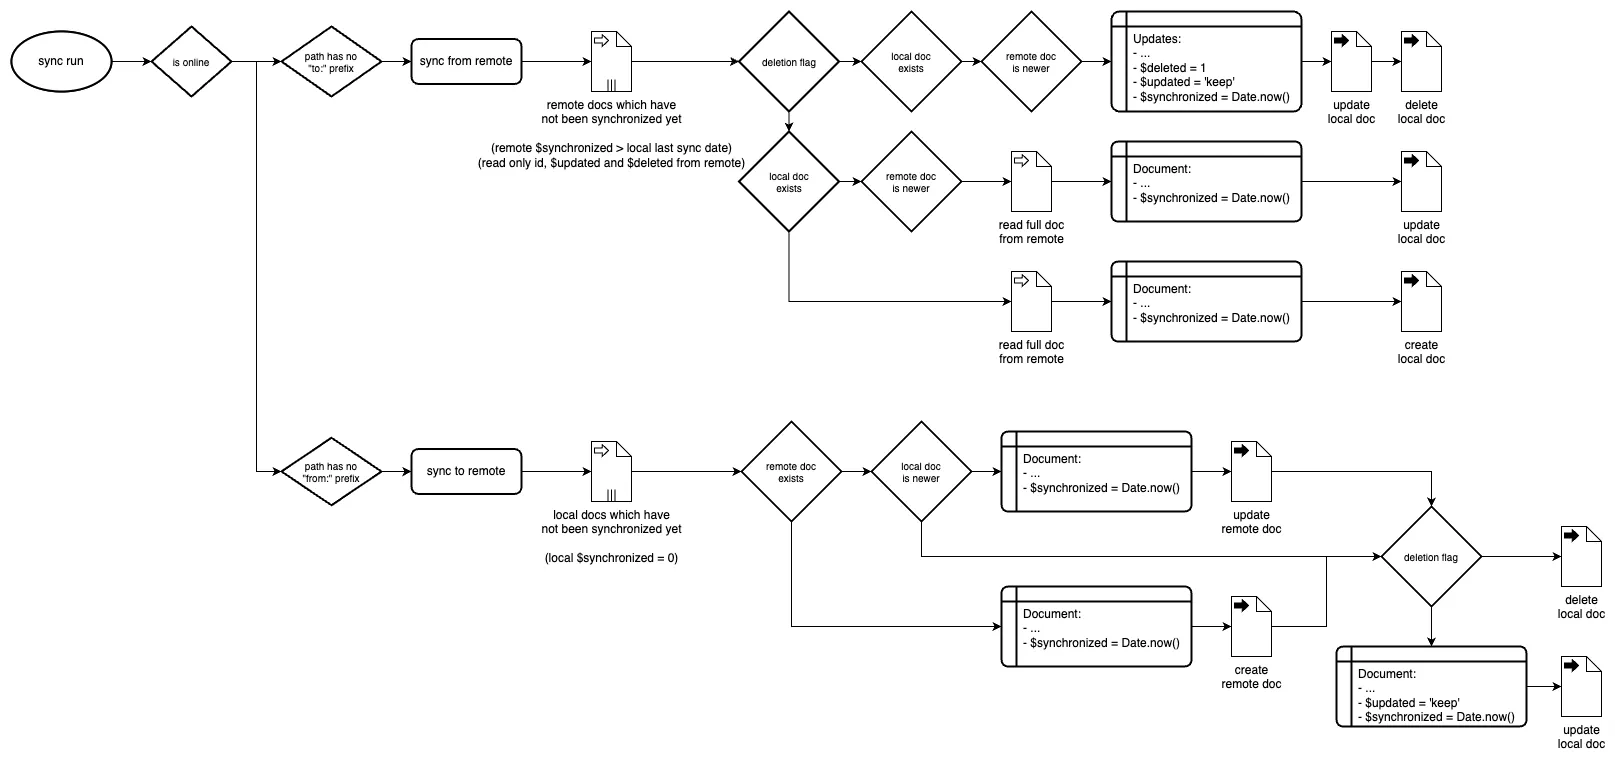 sync run
is online
path has no
"to:" prefix
sync from remote
remote docs which have
not been synchronized yet
(remote $synchronized > local last sync date)
(read only id, $updated and $deleted from remote)
deletion flag
local doc
exists
remote doc
is newer
Updates:
- ...
- $deleted = 1
- $updated = 'keep'
- $synchronized = Date.now()
update
local doc
delete
local doc
local doc
exists
remote doc
is newer
read full doc
from remote
Document:
- ...
- $synchronized = Date.now()
update
local doc
read full doc
from remote
Document:
- ...
- $synchronized = Date.now()
create
local doc
path has no
"from:" prefix
sync to remote
local docs which have
not been synchronized yet
(local $synchronized = 0)
remote doc
exists
local doc
is newer
Document:
- ...
- $synchronized = Date.now()
update
remote doc
Document:
- ...
- $synchronized = Date.now()
create
remote doc
deletion flag
delete
local doc
Document:
- ...
- $updated = 'keep'
- $synchronized = Date.now()
update
local doc